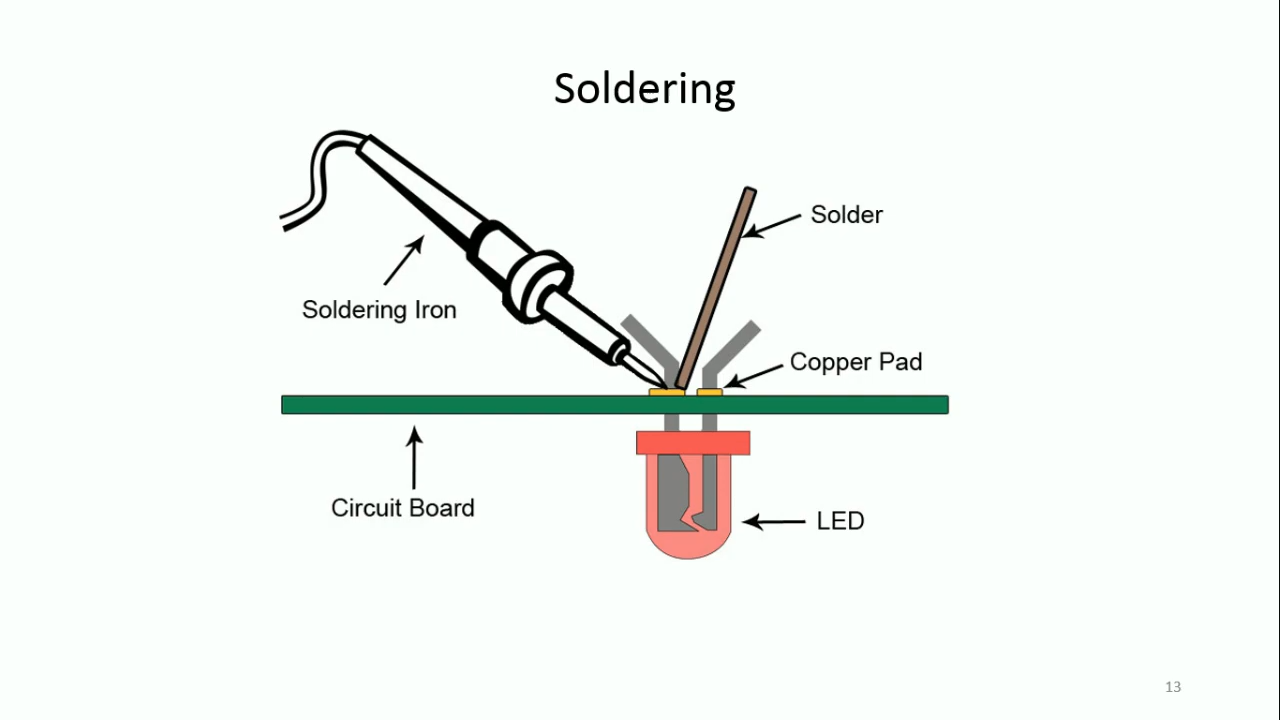 Soldering
Solder
Soldering Iron
Copper Pad
Circuit Board
LED
13